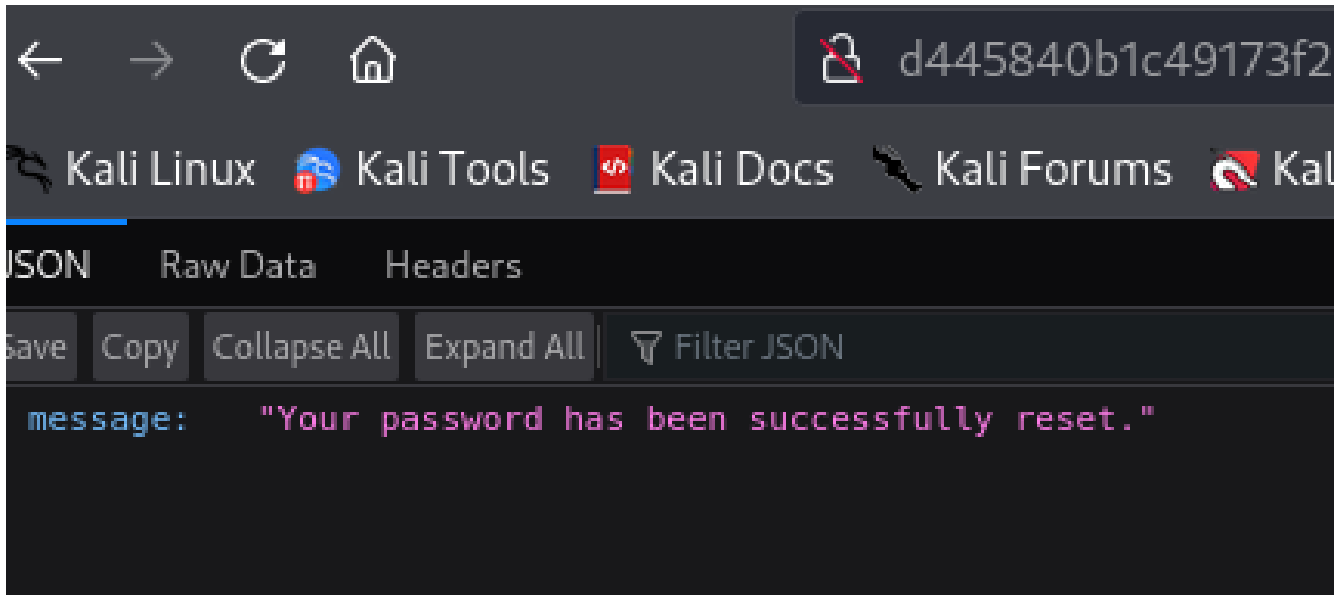 d445840b1c49173f2
Kali Linux Kali Tools Kali Docs Kali Forums Kal
JSON Raw Data Headers
Save Copy Collapse All Expand All Filter JSON
message: "Your password has been successfully reset."